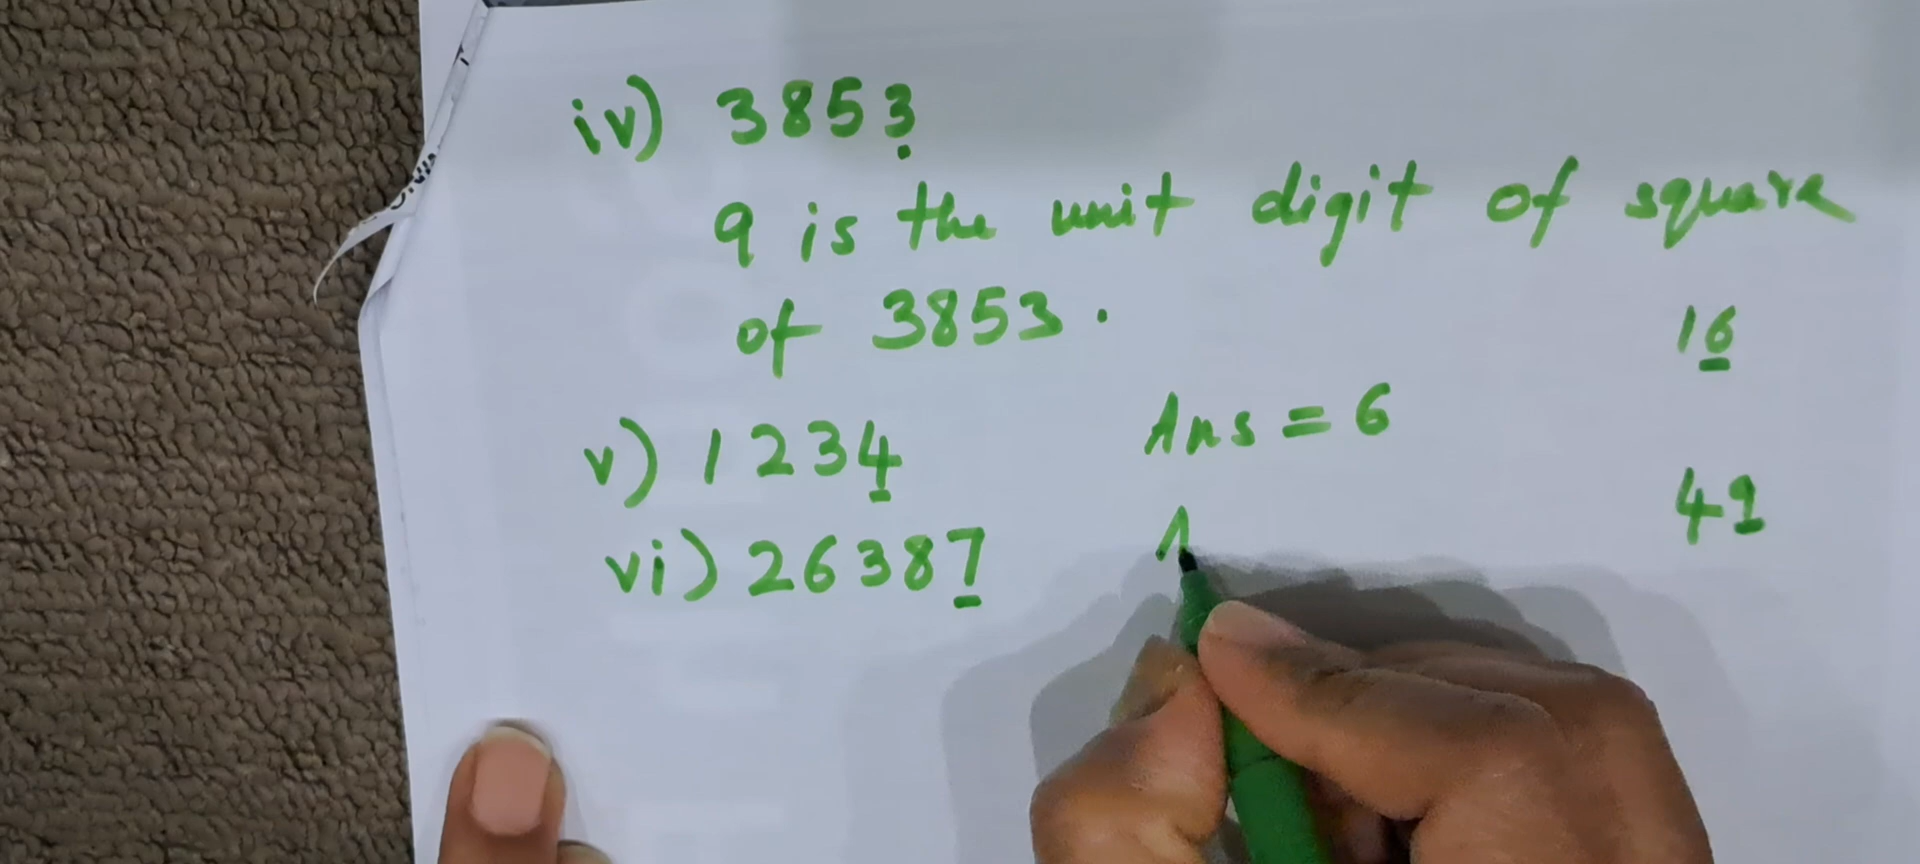 iv) 3853
9 is the unit digit of square
of 3853.
16
v) 1234 Ans = 6
49
vi) 26387 A